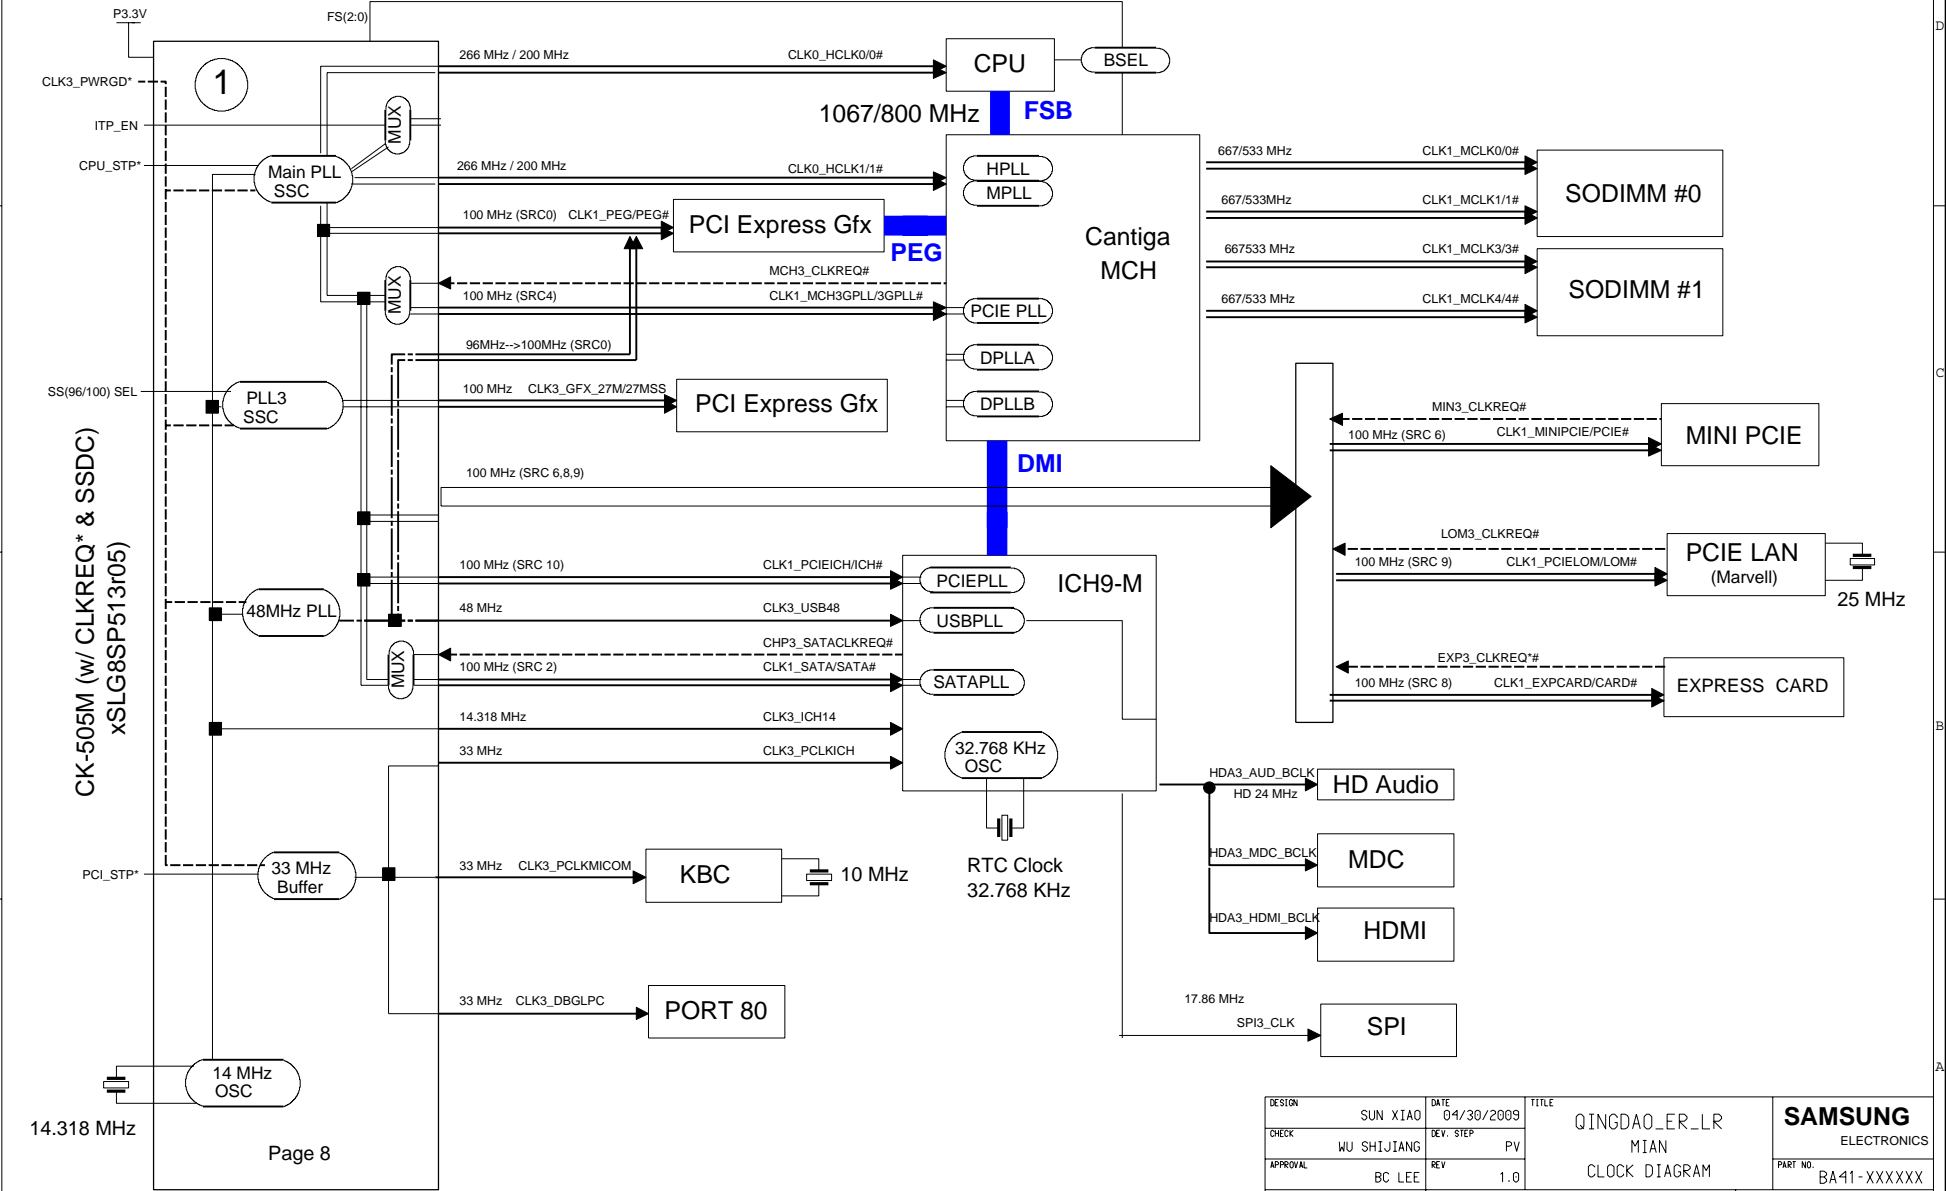 P3.3V
FS(2:0)
D
266 MHz / 200 MHz
CLK0_HCLK0/0#
CPU
BSEL
CLK3_PWRGD*
1
1067/800 MHz
FSB
ITP_EN
MUX
CPU_STP*
Main PLL
SSC
266 MHz / 200 MHz
CLK0_HCLK1/1#
HPLL
MPLL
667/533 MHz
CLK1_MCLK0/0#
SODIMM #0
667/533MHz
CLK1_MCLK1/1#
100 MHz (SRC0)
CLK1_PEG/PEG#
PCI Express Gfx
PEG
Cantiga
MCH
667533 MHz
CLK1_MCLK3/3#
SODIMM #1
667/533 MHz
CLK1_MCLK4/4#
MUX
MCH3_CLKREQ#
100 MHz (SRC4)
CLK1_MCH3GPLL/3GPLL#
PCIE PLL
96MHz-->100MHz (SRC0)
DPLLA
C
SS(96/100) SEL
PLL3
SSC
100 MHz
CLK3_GFX_27M/27MSS
PCI Express Gfx
DPLLB
MIN3_CLKREQ#
100 MHz (SRC 6)
CLK1_MINIPCIE/PCIE#
MINI PCIE
DMI
100 MHz (SRC 6,8,9)
CK-505M (w/ CLKREQ* & SSDC)
xSLG8SP513r05)
LOM3_CLKREQ#
100 MHz (SRC 9)
CLK1_PCIELOM/LOM#
PCIE LAN
(Marvell)
25 MHz
100 MHz (SRC 10)
CLK1_PCIEICH/ICH#
PCIEPLL
ICH9-M
48MHz PLL
48 MHz
CLK3_USB48
USBPLL
MUX
CHP3_SATACLKREQ#
100 MHz (SRC 2)
CLK1_SATA/SATA#
SATAPLL
EXP3_CLKREQ*#
100 MHz (SRC 8)
CLK1_EXPCARD/CARD#
EXPRESS CARD
14.318 MHz
CLK3_ICH14
B
33 MHz
CLK3_PCLKICH
32.768 KHz
OSC
HDA3_AUD_BCLK
HD 24 MHz
HD Audio
RTC Clock
32.768 KHz
HDA3_MDC_BCLK
MDC
PCI_STP*
33 MHz
Buffer
33 MHz
CLK3_PCLKMICOM
KBC
10 MHz
HDA3_HDMI_BCLK
HDMI
33 MHz
CLK3_DBGLPC
PORT 80
17.86 MHz
SPI3_CLK
SPI
A
14 MHz
OSC
14.318 MHz
Page 8
DESIGN
SUN XIAO
DATE
04/30/2009
TITLE
QINGDAO_ER_LR
MIAN
CLOCK DIAGRAM
SAMSUNG
ELECTRONICS
CHECK
WU SHIJIANG
DEV. STEP
PV
APPROVAL
BC LEE
REV
1.0
PART NO.
BA41-XXXXXX